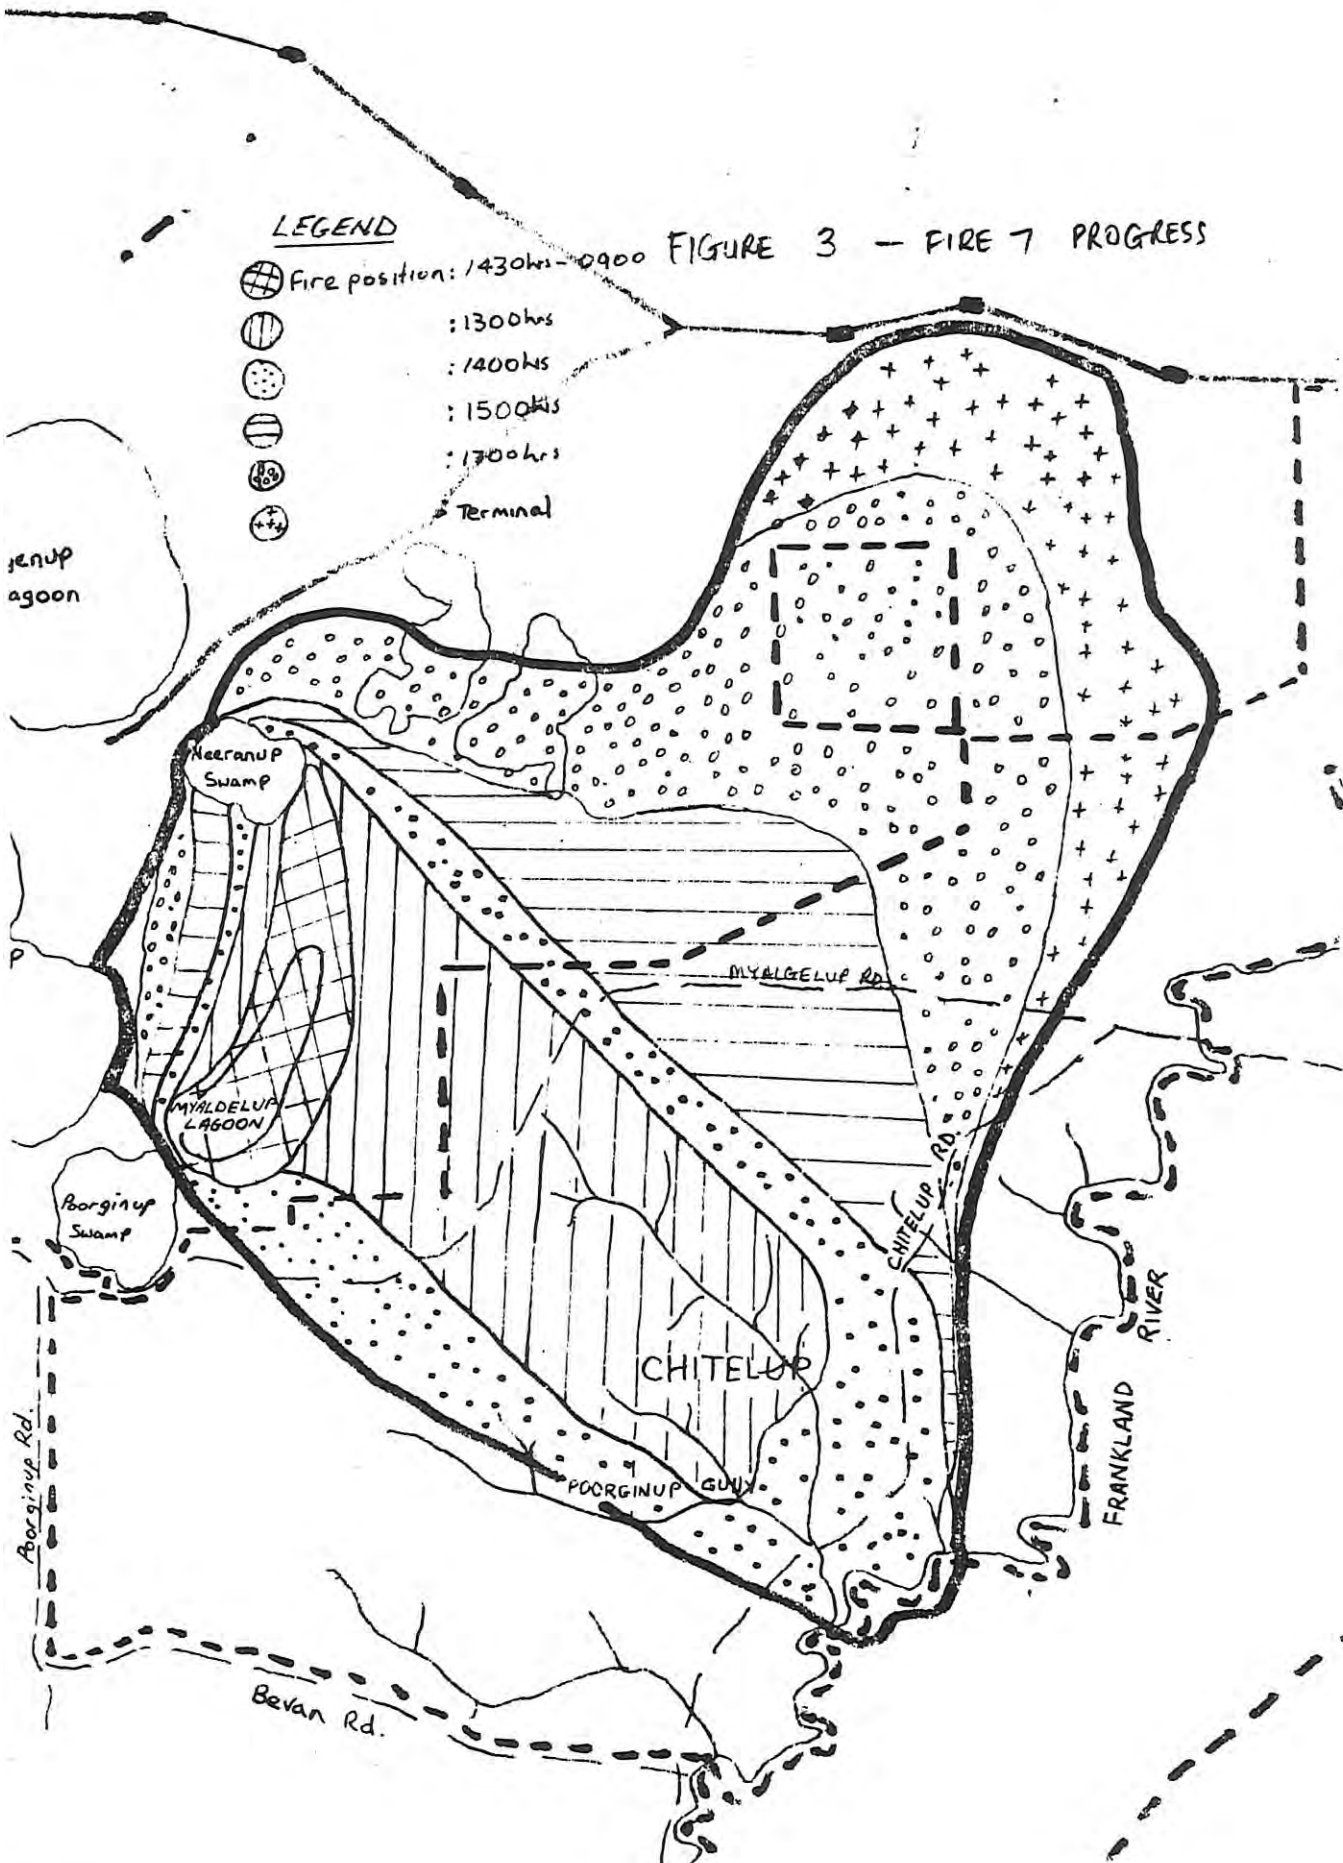 LEGEND
FIGURE 3 - FIRE 7 PROGRESS
Fire position: 1430hrs-0900
: 1300hrs
: 1400hrs
: 1500hrs
: 1700hrs
Terminal
genup
agoon
Neeranup
Swamp
P
MYALGELUP RD.
MYALDELUP
LAGOON
Poorginup
Swamp
CHITELUP RD.
CHITELUP
RIVER
FRANKLAND
POORGINUP GULLY
Poorginup Rd.
Bevan Rd.